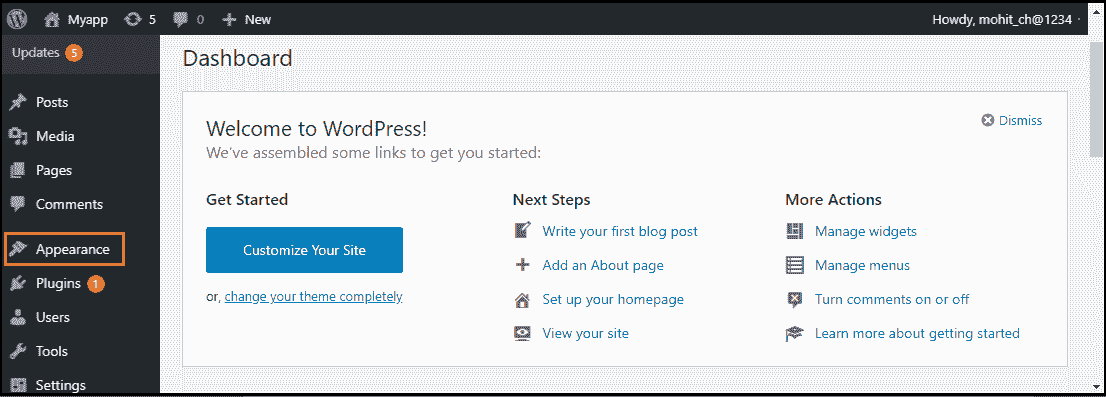 Myapp 5 0 New Howdy, mohit_ch@1234
Updates 5
Posts
Media
Pages
Comments
Appearance
Plugins 1
Users
Tools
Settings
Dashboard
Welcome to WordPress!
Dismiss
We've assembled some links to get you started:
Get Started
Customize Your Site
or, change your theme completely
Next Steps
Write your first blog post
Add an About page
Set up your homepage
View your site
More Actions
Manage widgets
Manage menus
Turn comments on or off
Learn more about getting started